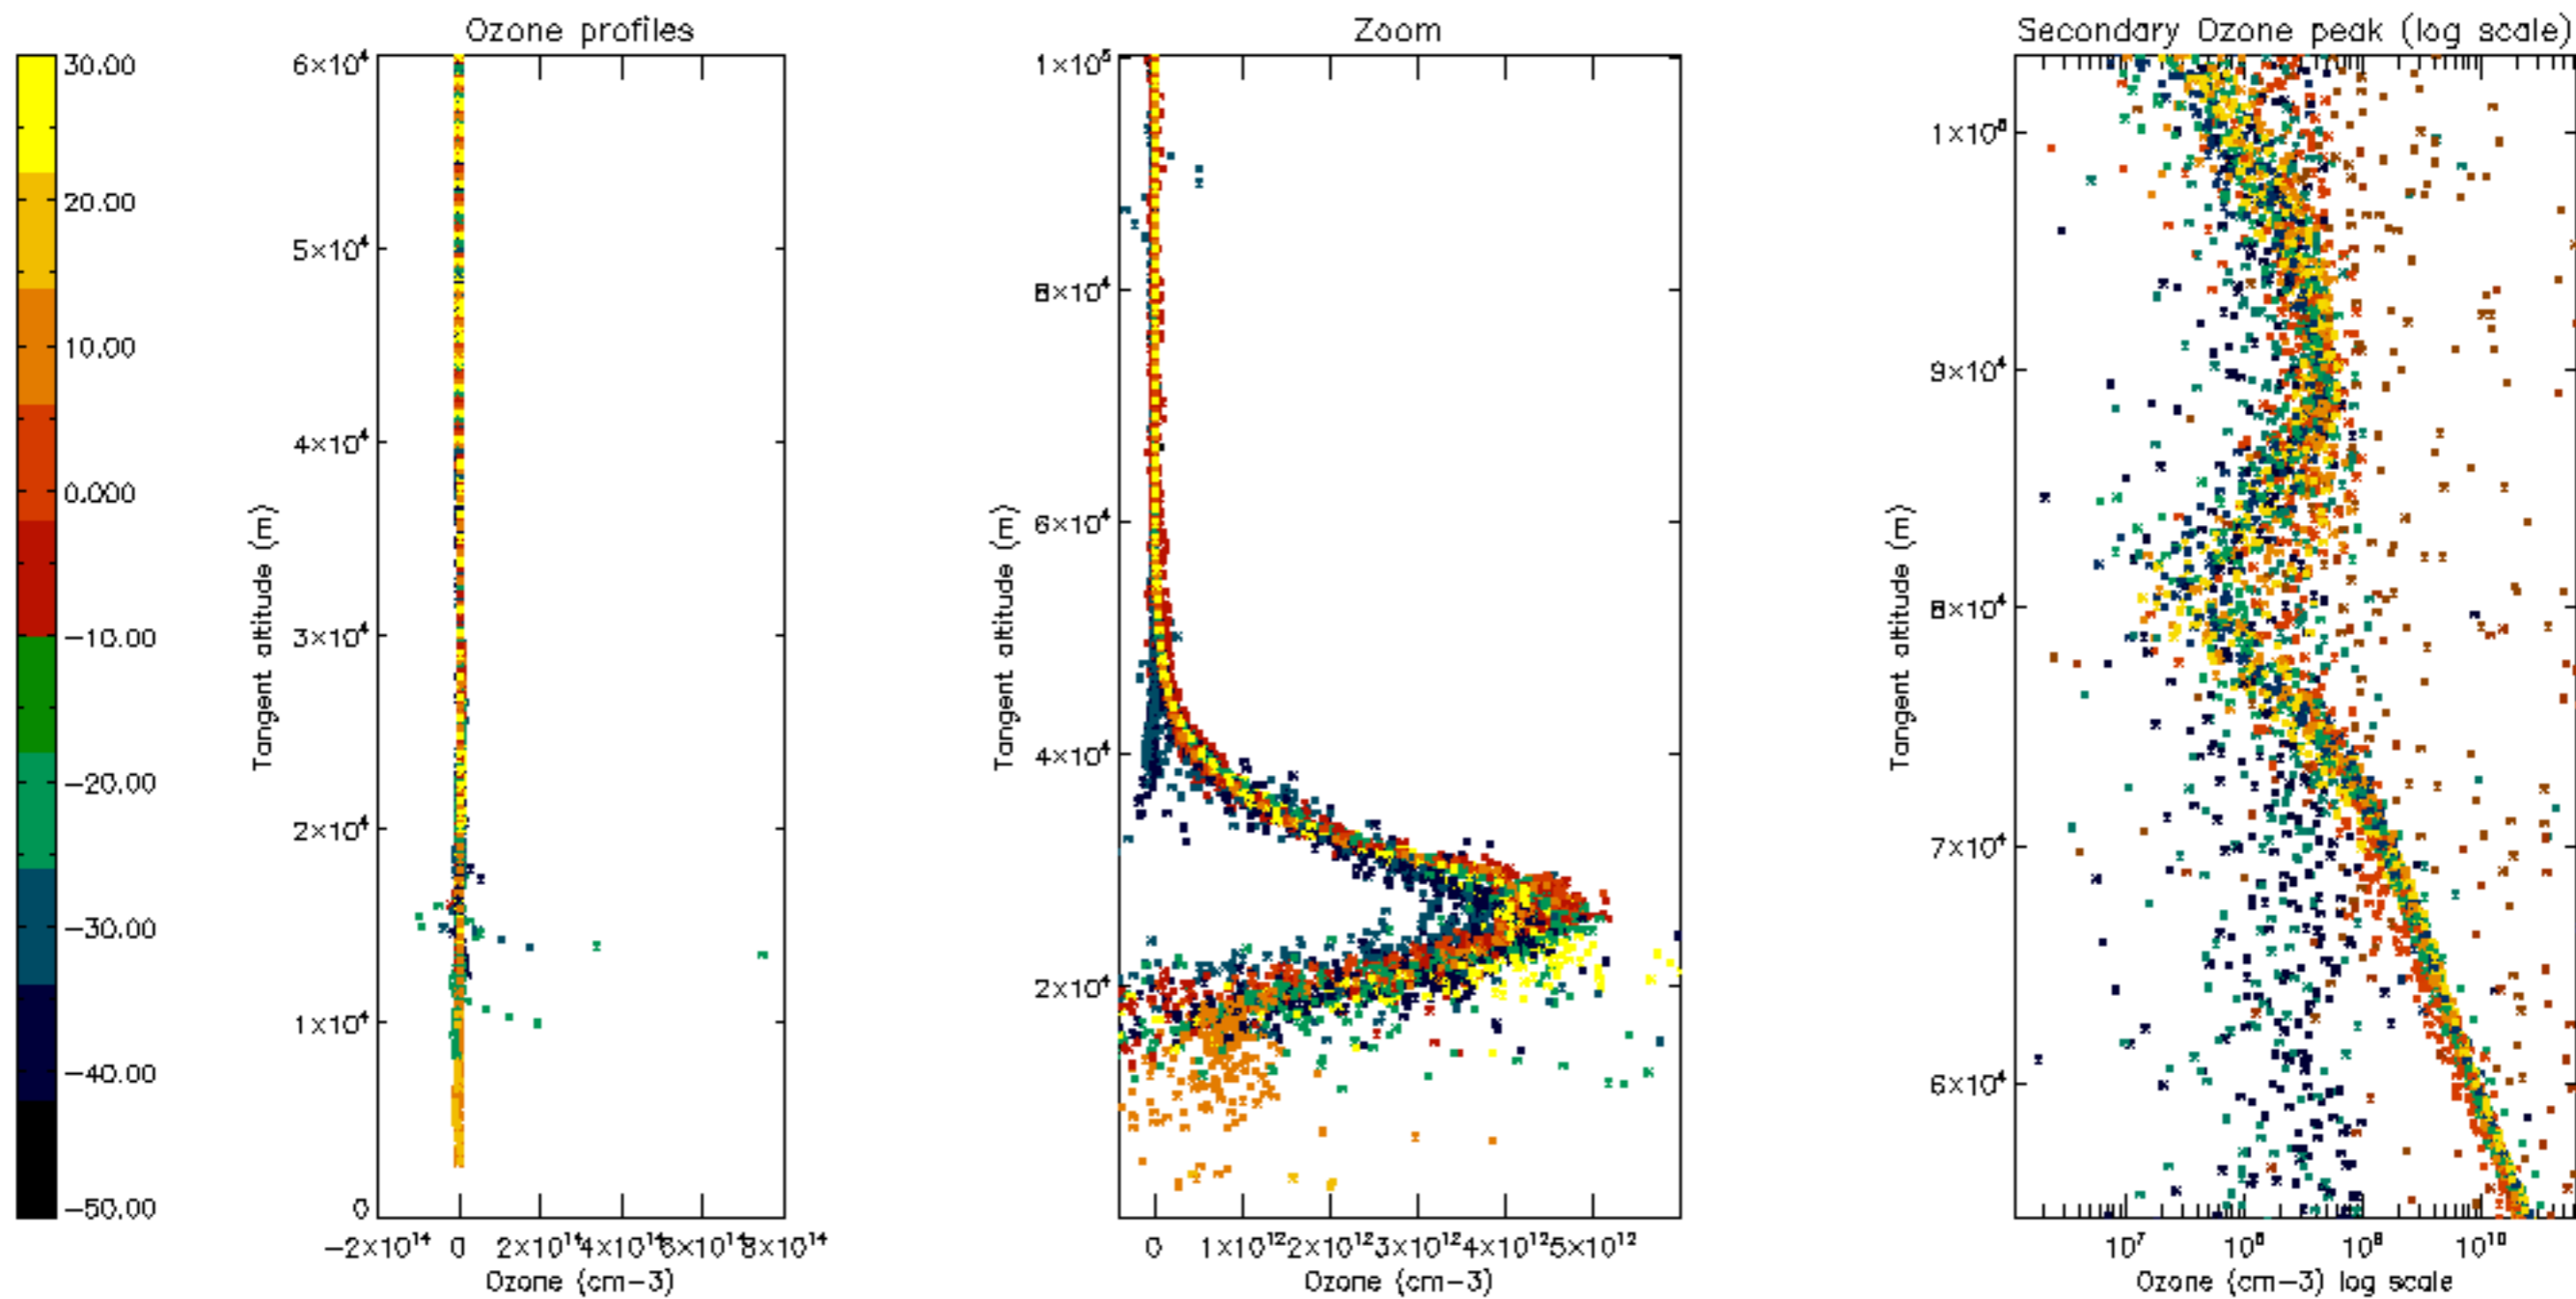 Ozone profiles
Zoom
Secondary Ozone peak (log scale)
30.00
20.00
10.00
0.000
−10.00
−20.00
−30.00
−40.00
−50.00
6×10⁴
5×10⁴
4×10⁴
3×10⁴
2×10⁴
1×10⁴
0
Tangent altitude (m)
−2×10¹⁴ 0 2×10¹⁴ 4×10¹⁴ 6×10¹⁴ 8×10¹⁴
Ozone (cm−3)
1×10⁵
8×10⁴
6×10⁴
4×10⁴
2×10⁴
Tangent altitude (m)
0 1×10¹² 2×10¹² 3×10¹² 4×10¹² 5×10¹²
Ozone (cm−3)
1×10⁵
9×10⁴
8×10⁴
7×10⁴
6×10⁴
Tangent altitude (m)
10⁷ 10⁸ 10⁹ 10¹⁰
Ozone (cm−3) log scale